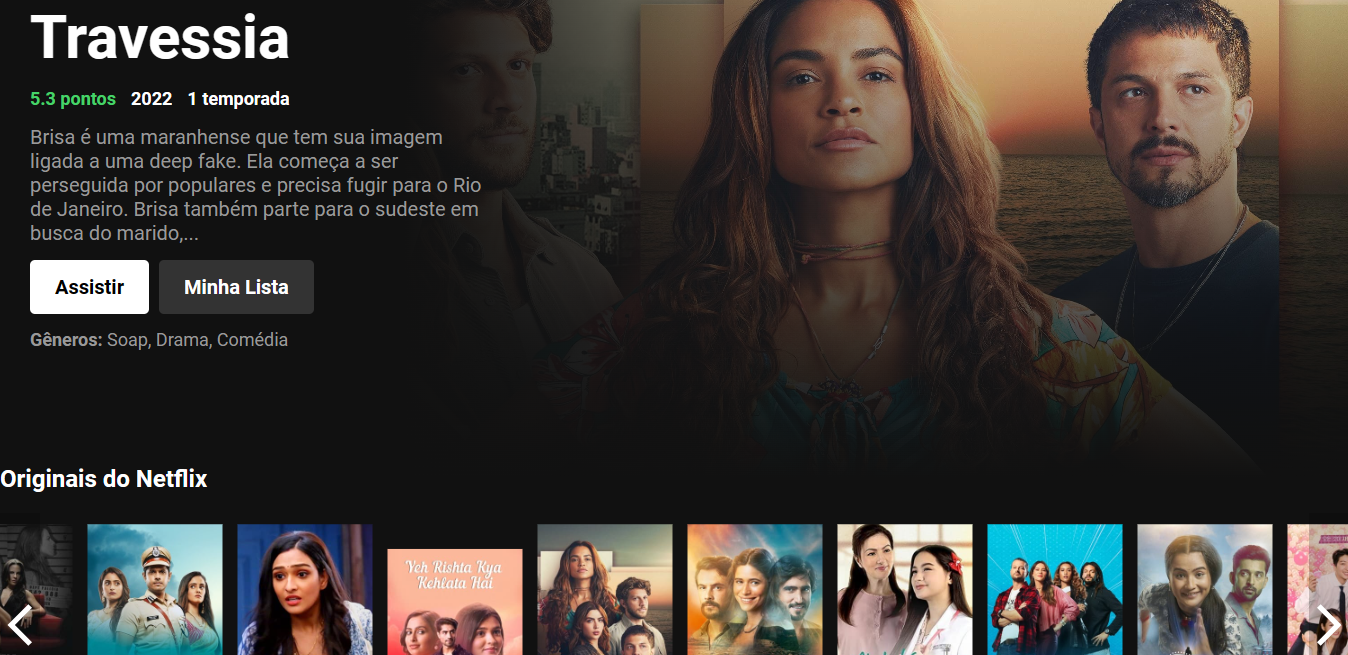 Travessia
5.3 pontos 2022 1 temporada
Brisa é uma maranhense que tem sua imagem
ligada a uma deep fake. Ela começa a ser
perseguida por populares e precisa fugir para o Rio
de Janeiro. Brisa também parte para o sudeste em
busca do marido,...
Assistir Minha Lista
Gêneros: Soap, Drama, Comédia
Originais do Netflix
Yeh Rishta Kya
Kehlata Hai